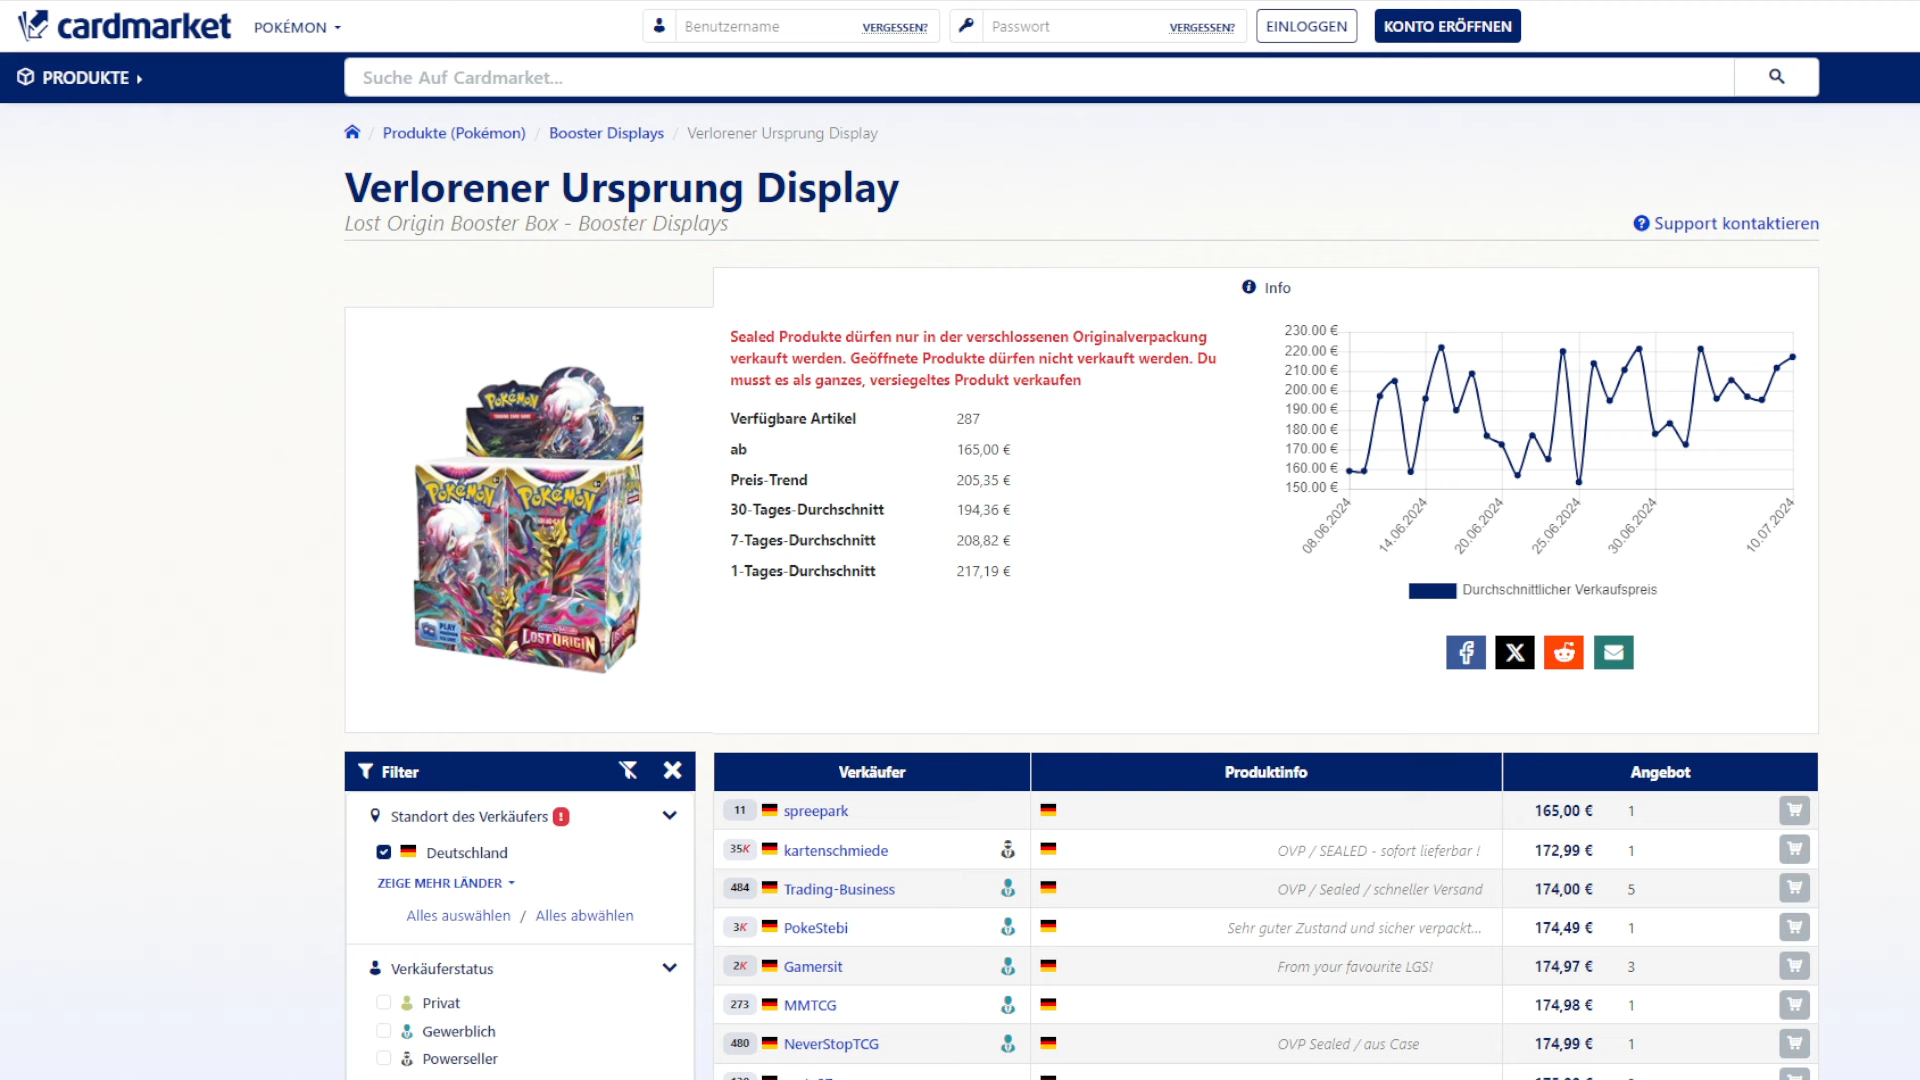 cardmarket
POKÉMON
Benutzername
VERGESSEN?
Passwort
VERGESSEN?
EINLOGGEN
KONTO ERÖFFNEN
PRODUKTE
Suche Auf Cardmarket...
Produkte (Pokémon) / Booster Displays / Verlorener Ursprung Display
Verlorener Ursprung Display
Lost Origin Booster Box - Booster Displays
Support kontaktieren
Info
Sealed Produkte dürfen nur in der verschlossenen Originalverpackung
verkauft werden. Geöffnete Produkte dürfen nicht verkauft werden. Du
musst es als ganzes, versiegeltes Produkt verkaufen
Verfügbare Artikel 287
ab 165,00 €
Preis-Trend 205,35 €
30-Tages-Durchschnitt 194,36 €
7-Tages-Durchschnitt 208,82 €
1-Tages-Durchschnitt 217,19 €
230.00 €
220.00 €
210.00 €
200.00 €
190.00 €
180.00 €
170.00 €
160.00 €
150.00 €
08.06.2024
14.06.2024
20.06.2024
25.06.2024
30.06.2024
10.07.2024
Durchschnittlicher Verkaufspreis
POKÉMON
POKÉMON
POKÉMON
PLAY
LOST ORIGIN
Filter
Standort des Verkäufers
Deutschland
ZEIGE MEHR LÄNDER
Alles auswählen / Alles abwählen
Verkäuferstatus
Privat
Gewerblich
Powerseller
Verkäufer Produktinfo Angebot
11 spreepark 165,00 € 1
35K kartenschmiede OVP / SEALED - sofort lieferbar ! 172,99 € 1
484 Trading-Business OVP / Sealed / schneller Versand 174,00 € 5
3K PokeStebi Sehr guter Zustand und sicher verpackt... 174,49 € 1
2K Gamersit From your favourite LGS! 174,97 € 3
273 MMTCG 174,98 € 1
480 NeverStopTCG OVP Sealed / aus Case 174,99 € 1